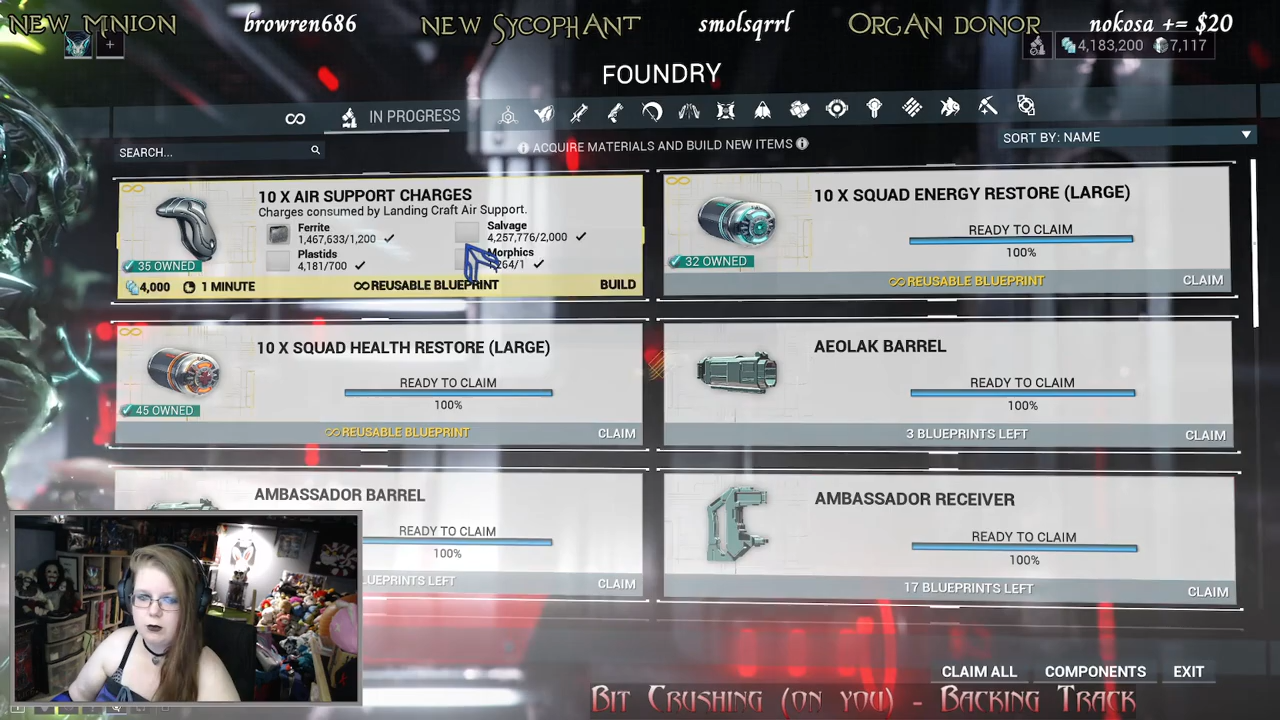 NEW MINION browren686 NEW SYCOPHANT smolsqrrl ORGAN DONOR nokosa += $20
4,183,200 7,117
FOUNDRY
IN PROGRESS
SEARCH...
ACQUIRE MATERIALS AND BUILD NEW ITEMS
SORT BY: NAME
10 X AIR SUPPORT CHARGES
Charges consumed by Landing Craft Air Support.
Ferrite
1,467,633/1,200
Salvage
4,257,776/2,000
Plastids
4,181/700
Morphics
35 OWNED
4,000 1 MINUTE REUSABLE BLUEPRINT BUILD
10 X SQUAD ENERGY RESTORE (LARGE)
READY TO CLAIM
100%
32 OWNED
REUSABLE BLUEPRINT CLAIM
10 X SQUAD HEALTH RESTORE (LARGE)
READY TO CLAIM
100%
45 OWNED
REUSABLE BLUEPRINT CLAIM
AEOLAK BARREL
READY TO CLAIM
100%
3 BLUEPRINTS LEFT CLAIM
AMBASSADOR BARREL
READY TO CLAIM
100%
LEFT CLAIM
AMBASSADOR RECEIVER
READY TO CLAIM
100%
17 BLUEPRINTS LEFT CLAIM
CLAIM ALL COMPONENTS EXIT
Bit Crushing (on you) - Backing Track